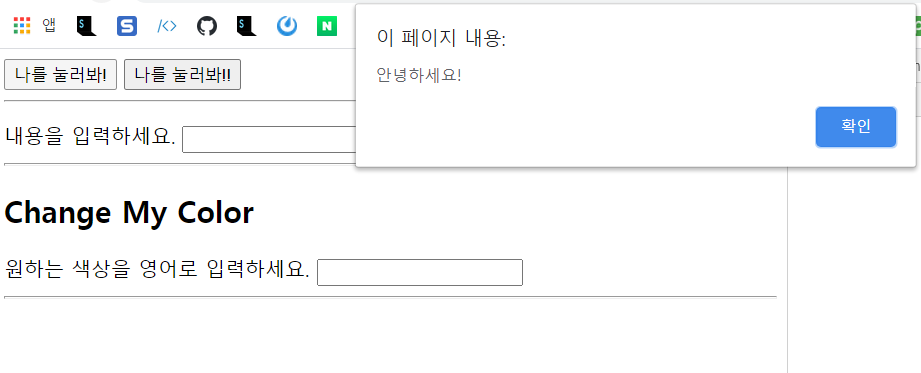 앱
이 페이지 내용:
안녕하세요!
확인
나를 눌러봐! 나를 눌러봐!!
내용을 입력하세요.
Change My Color
원하는 색상을 영어로 입력하세요.